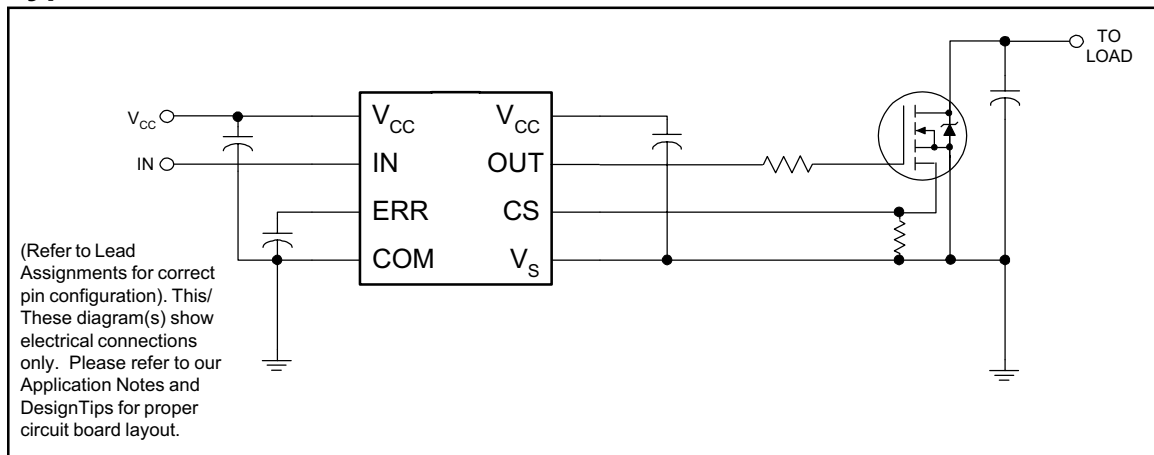 TO
LOAD
VCC
IN
VCC
IN
ERR
COM
VCC
OUT
CS
VS
(Refer to Lead
Assignments for correct
pin configuration). This/
These diagram(s) show
electrical connections
only. Please refer to our
Application Notes and
DesignTips for proper
circuit board layout.